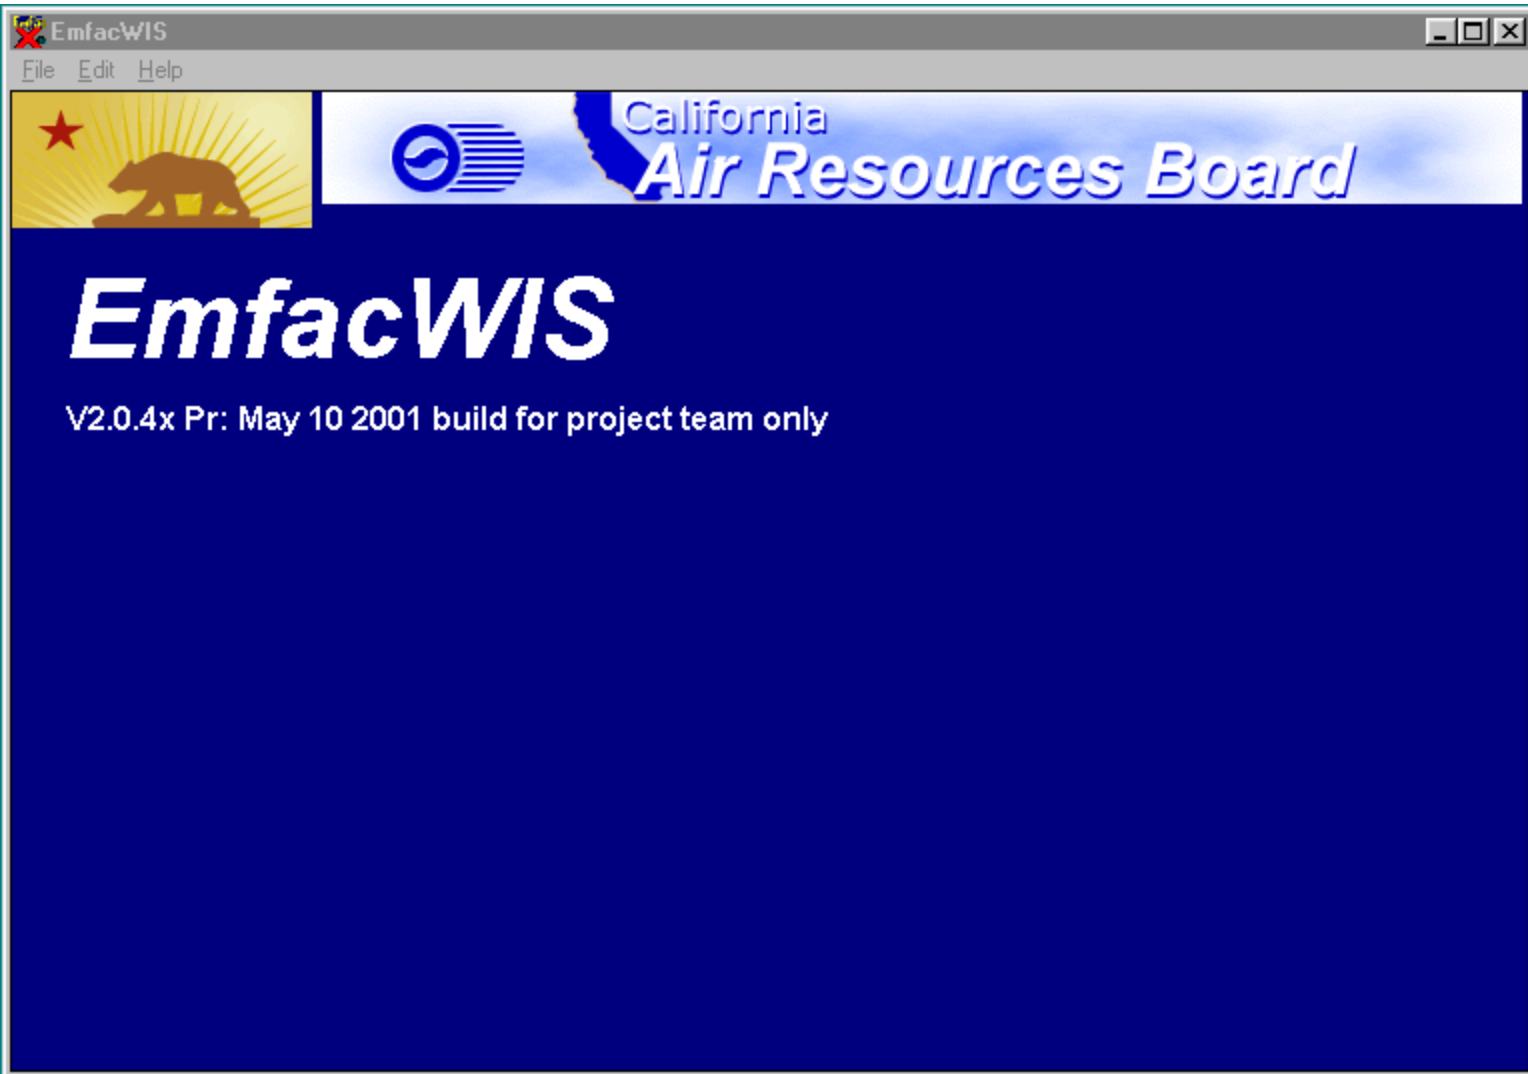 EmfacWIS
File Edit Help
California
Air Resources Board
EmfacWIS
V2.0.4x Pr: May 10 2001 build for project team only